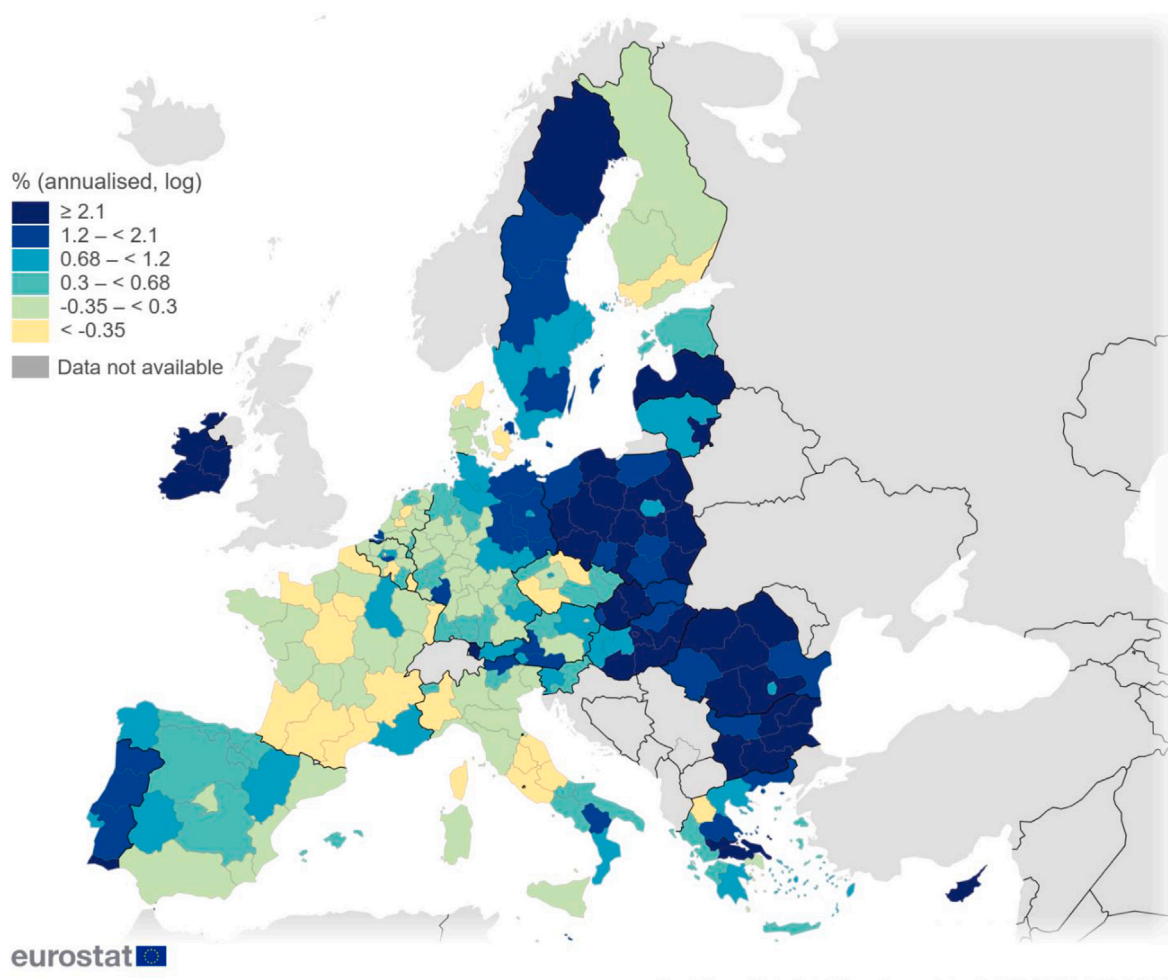 % (annualised, log)
≥ 2.1
1.2 – < 2.1
0.68 – < 1.2
0.3 – < 0.68
-0.35 – < 0.3
< -0.35
Data not available
eurostat